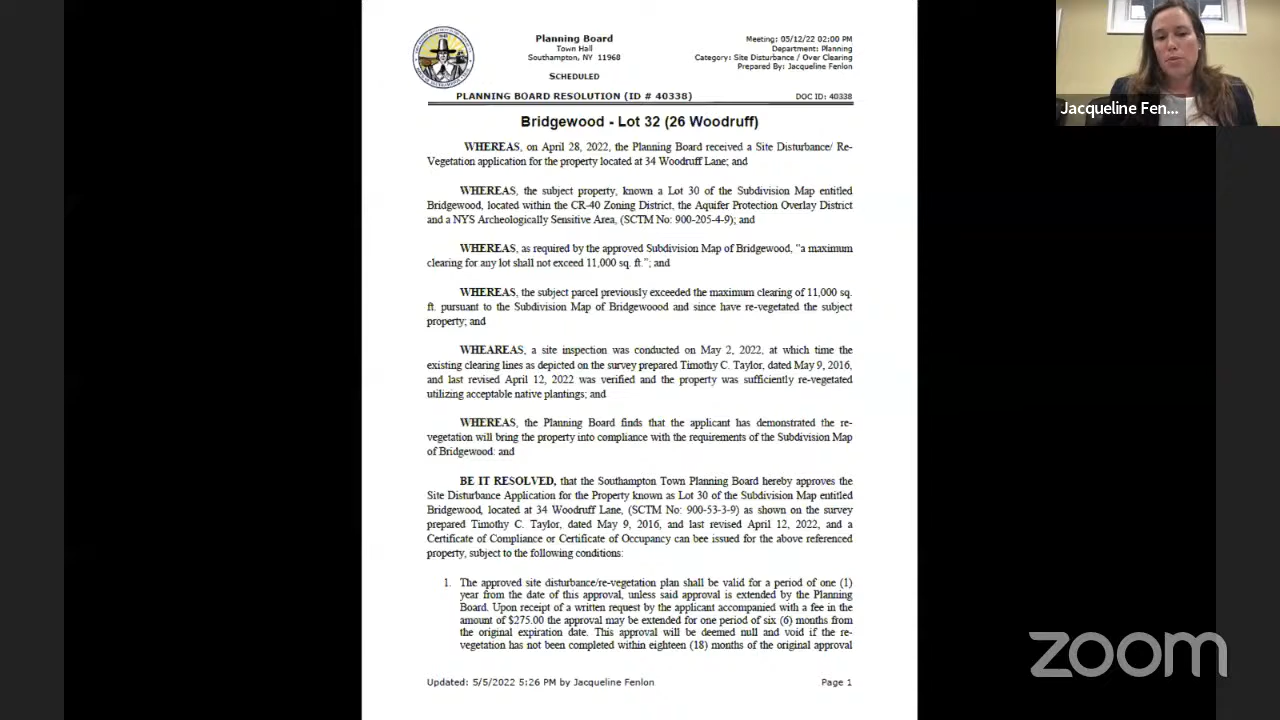 Planning Board
Town Hall
Southampton, NY 11968
SCHEDULED
Meeting: 05/12/22 02:00 PM
Department: Planning
Category: Site Disturbance / Over Clearing
Prepared By: Jacqueline Fenlon
PLANNING BOARD RESOLUTION (ID # 40338)
DOC ID: 40338
Bridgewood - Lot 32 (26 Woodruff)
WHEREAS, on April 28, 2022, the Planning Board received a Site Disturbance/ Re-
Vegetation application for the property located at 34 Woodruff Lane; and
WHEREAS, the subject property, known a Lot 30 of the Subdivision Map entitled
Bridgewood, located within the CR-40 Zoning District, the Aquifer Protection Overlay District
and a NYS Archeologically Sensitive Area, (SCTM No: 900-205-4-9); and
WHEREAS, as required by the approved Subdivision Map of Bridgewood, "a maximum
clearing for any lot shall not exceed 11,000 sq. ft."; and
WHEREAS, the subject parcel previously exceeded the maximum clearing of 11,000 sq.
ft. pursuant to the Subdivision Map of Bridgewoood and since have re-vegetated the subject
property; and
WHEAREAS, a site inspection was conducted on May 2, 2022, at which time the
existing clearing lines as depicted on the survey prepared Timothy C. Taylor, dated May 9, 2016,
and last revised April 12, 2022 was verified and the property was sufficiently re-vegetated
utilizing acceptable native plantings; and
WHEREAS, the Planning Board finds that the applicant has demonstrated the re-
vegetation will bring the property into compliance with the requirements of the Subdivision Map
of Bridgewood: and
BE IT RESOLVED, that the Southampton Town Planning Board hereby approves the
Site Disturbance Application for the Property known as Lot 30 of the Subdivision Map entitled
Bridgewood, located at 34 Woodruff Lane, (SCTM No: 900-53-3-9) as shown on the survey
prepared Timothy C. Taylor, dated May 9, 2016, and last revised April 12, 2022, and a
Certificate of Compliance or Certificate of Occupancy can bee issued for the above referenced
property, subject to the following conditions:
1. The approved site disturbance/re-vegetation plan shall be valid for a period of one (1)
year from the date of this approval, unless said approval is extended by the Planning
Board. Upon receipt of a written request by the applicant accompanied with a fee in the
amount of $275.00 the approval may be extended for one period of six (6) months from
the original expiration date. This approval will be deemed null and void if the re-
vegetation has not been completed within eighteen (18) months of the original approval
Updated: 5/5/2022 5:26 PM by Jacqueline Fenlon
Page 1
Jacqueline Fen...
zoom